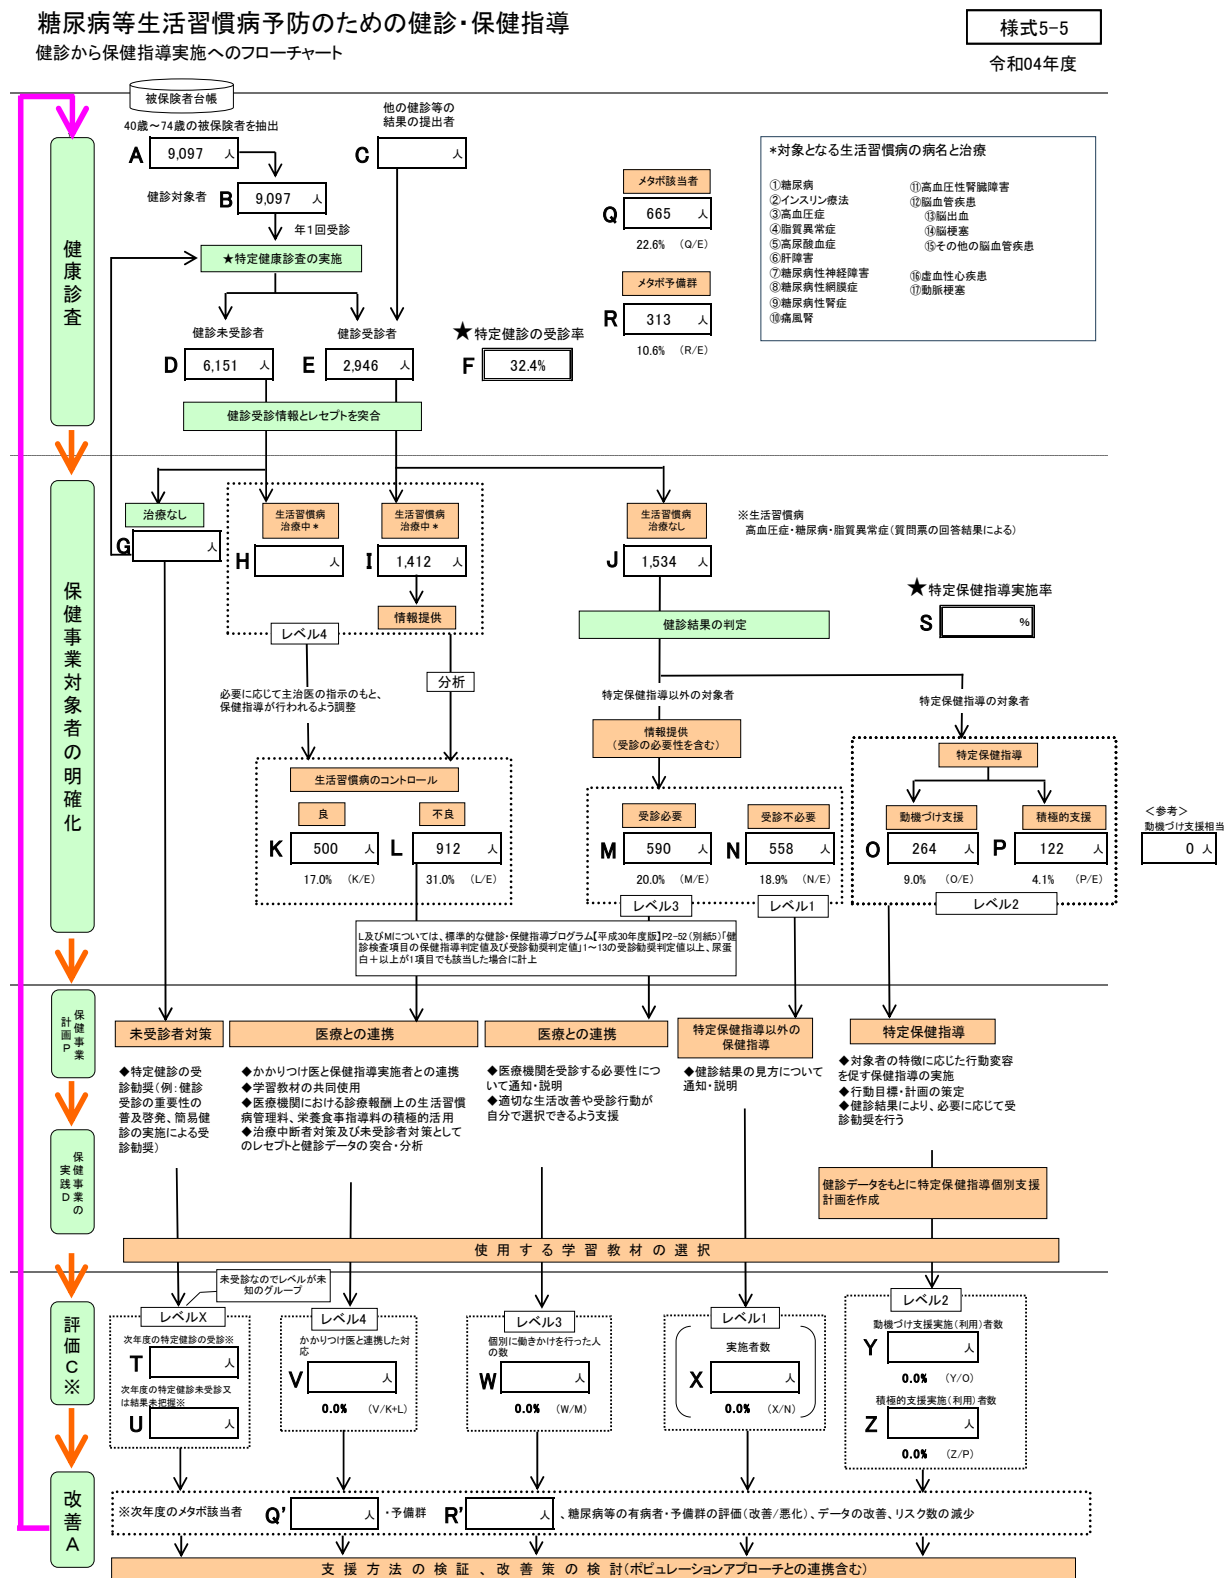 糖尿病等生活習慣病予防のための健診・保健指導
様式5-5
健診から保健指導実施へのフローチャート
令和04年度
被保険者台帳
40歳～74歳の被保険者を抽出
他の健診等の
結果の提出者
A 9,097 人
C 人
健診対象者 B 9,097 人
年1回受診
★特定健康診査の実施
健康診査
メタボ該当者
Q 665 人
22.6% (Q/E)
メタボ予備群
R 313 人
10.6% (R/E)
*対象となる生活習慣病の病名と治療
①糖尿病
②インスリン療法
③高血圧症
④脂質異常症
⑤高尿酸血症
⑥肝障害
⑦糖尿病性神経障害
⑧糖尿病性網膜症
⑨糖尿病性腎症
⑩痛風腎
⑪高血圧性腎臓障害
⑫脳血管疾患
⑬脳出血
⑭脳梗塞
⑮その他の脳血管疾患
⑯虚血性心疾患
⑰動脈梗塞
健診未受診者
健診受診者
★特定健診の受診率
D 6,151 人
E 2,946 人
F 32.4%
健診受診情報とレセプトを突合
保健事業対象者の明確化
治療なし
G 人
生活習慣病
治療中*
H 人
生活習慣病
治療中*
I 1,412 人
情報提供
レベル4
生活習慣病
治療なし
J 1,534 人
※生活習慣病
高血圧症・糖尿病・脂質異常症(質問票の回答結果による)
★特定保健指導実施率
S %
健診結果の判定
分析
必要に応じて主治医の指示のもと、
保健指導が行われるよう調整
特定保健指導以外の対象者
特定保健指導の対象者
情報提供
(受診の必要性を含む)
特定保健指導
生活習慣病のコントロール
良
不良
K 500 人
L 912 人
17.0% (K/E)
31.0% (L/E)
受診必要
受診不必要
M 590 人
N 558 人
20.0% (M/E)
18.9% (N/E)
動機づけ支援
積極的支援
O 264 人
P 122 人
9.0% (O/E)
4.1% (P/E)
＜参考＞
動機づけ支援相当
0 人
レベル3
レベル1
レベル2
L及びMについては、標準的な健診・保健指導プログラム【平成30年度版】P2-52(別紙5)「健
診検査項目の保健指導判定値及び受診勧奨判定値」1～13の受診勧奨判定値以上、尿蛋
白＋以上が1項目でも該当した場合に計上
保健事業
計画P
未受診者対策
医療との連携
医療との連携
特定保健指導以外の
保健指導
特定保健指導
◆特定健診の受
診勧奨(例:健診
受診の重要性の
普及啓発、簡易健
診の実施による受
診勧奨)
◆かかりつけ医と保健指導実施者との連携
◆学習教材の共同使用
◆医療機関における診療報酬上の生活習慣
病管理料、栄養食事指導料の積極的活用
◆治療中断者対策及び未受診者対策として
のレセプトと健診データの突合・分析
◆医療機関を受診する必要性につ
いて通知・説明
◆適切な生活改善や受診行動が
自分で選択できるよう支援
◆健診結果の見方について
通知・説明
◆対象者の特徴に応じた行動変容
を促す保健指導の実施
◆行動目標・計画の策定
◆健診結果により、必要に応じて受
診勧奨を行う
保健事業の
実践D
健診データをもとに特定保健指導個別支援
計画を作成
使用する学習教材の選択
未受診なのでレベルが未
知のグループ
評価C※
レベルX
次年度の特定健診の受診※
T 人
次年度の特定健診未受診又
は結果未把握※
U 人
レベル4
かかりつけ医と連携した対
応
V 人
0.0% (V/K+L)
レベル3
個別に働きかけを行った人
の数
W 人
0.0% (W/M)
レベル1
実施者数
X 人
0.0% (X/N)
レベル2
動機づけ支援実施(利用)者数
Y 人
0.0% (Y/O)
積極的支援実施(利用)者数
Z 人
0.0% (Z/P)
改善A
※次年度のメタボ該当者 Q' 人 ・予備群 R' 人 、糖尿病等の有病者・予備群の評価(改善/悪化)、データの改善、リスク数の減少
支援方法の検証、改善策の検討(ポピュレーションアプローチとの連携含む)